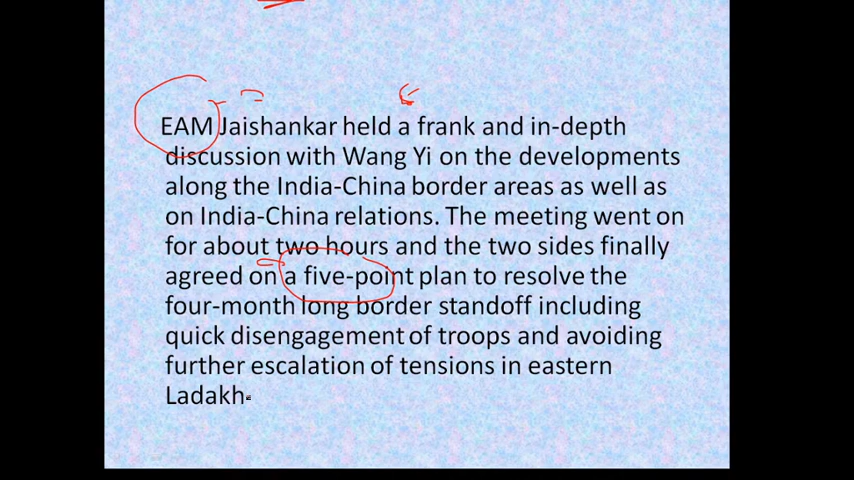 EAM Jaishankar held a frank and in-depth
discussion with Wang Yi on the developments
along the India-China border areas as well as
on India-China relations. The meeting went on
for about two hours and the two sides finally
agreed on a five-point plan to resolve the
four-month long border standoff including
quick disengagement of troops and avoiding
further escalation of tensions in eastern
Ladakh.